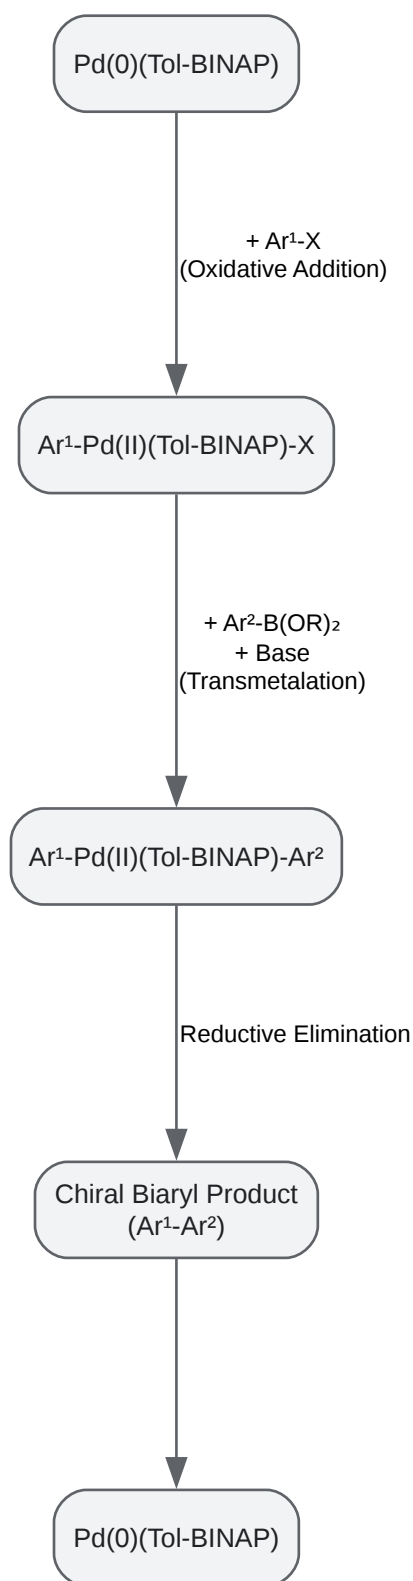 Pd(0)(Tol-BINAP)
+ Ar¹-X
(Oxidative Addition)
Ar¹-Pd(II)(Tol-BINAP)-X
+ Ar²-B(OR)₂
+ Base
(Transmetalation)
Ar¹-Pd(II)(Tol-BINAP)-Ar²
Reductive Elimination
Chiral Biaryl Product
(Ar¹-Ar²)
Pd(0)(Tol-BINAP)